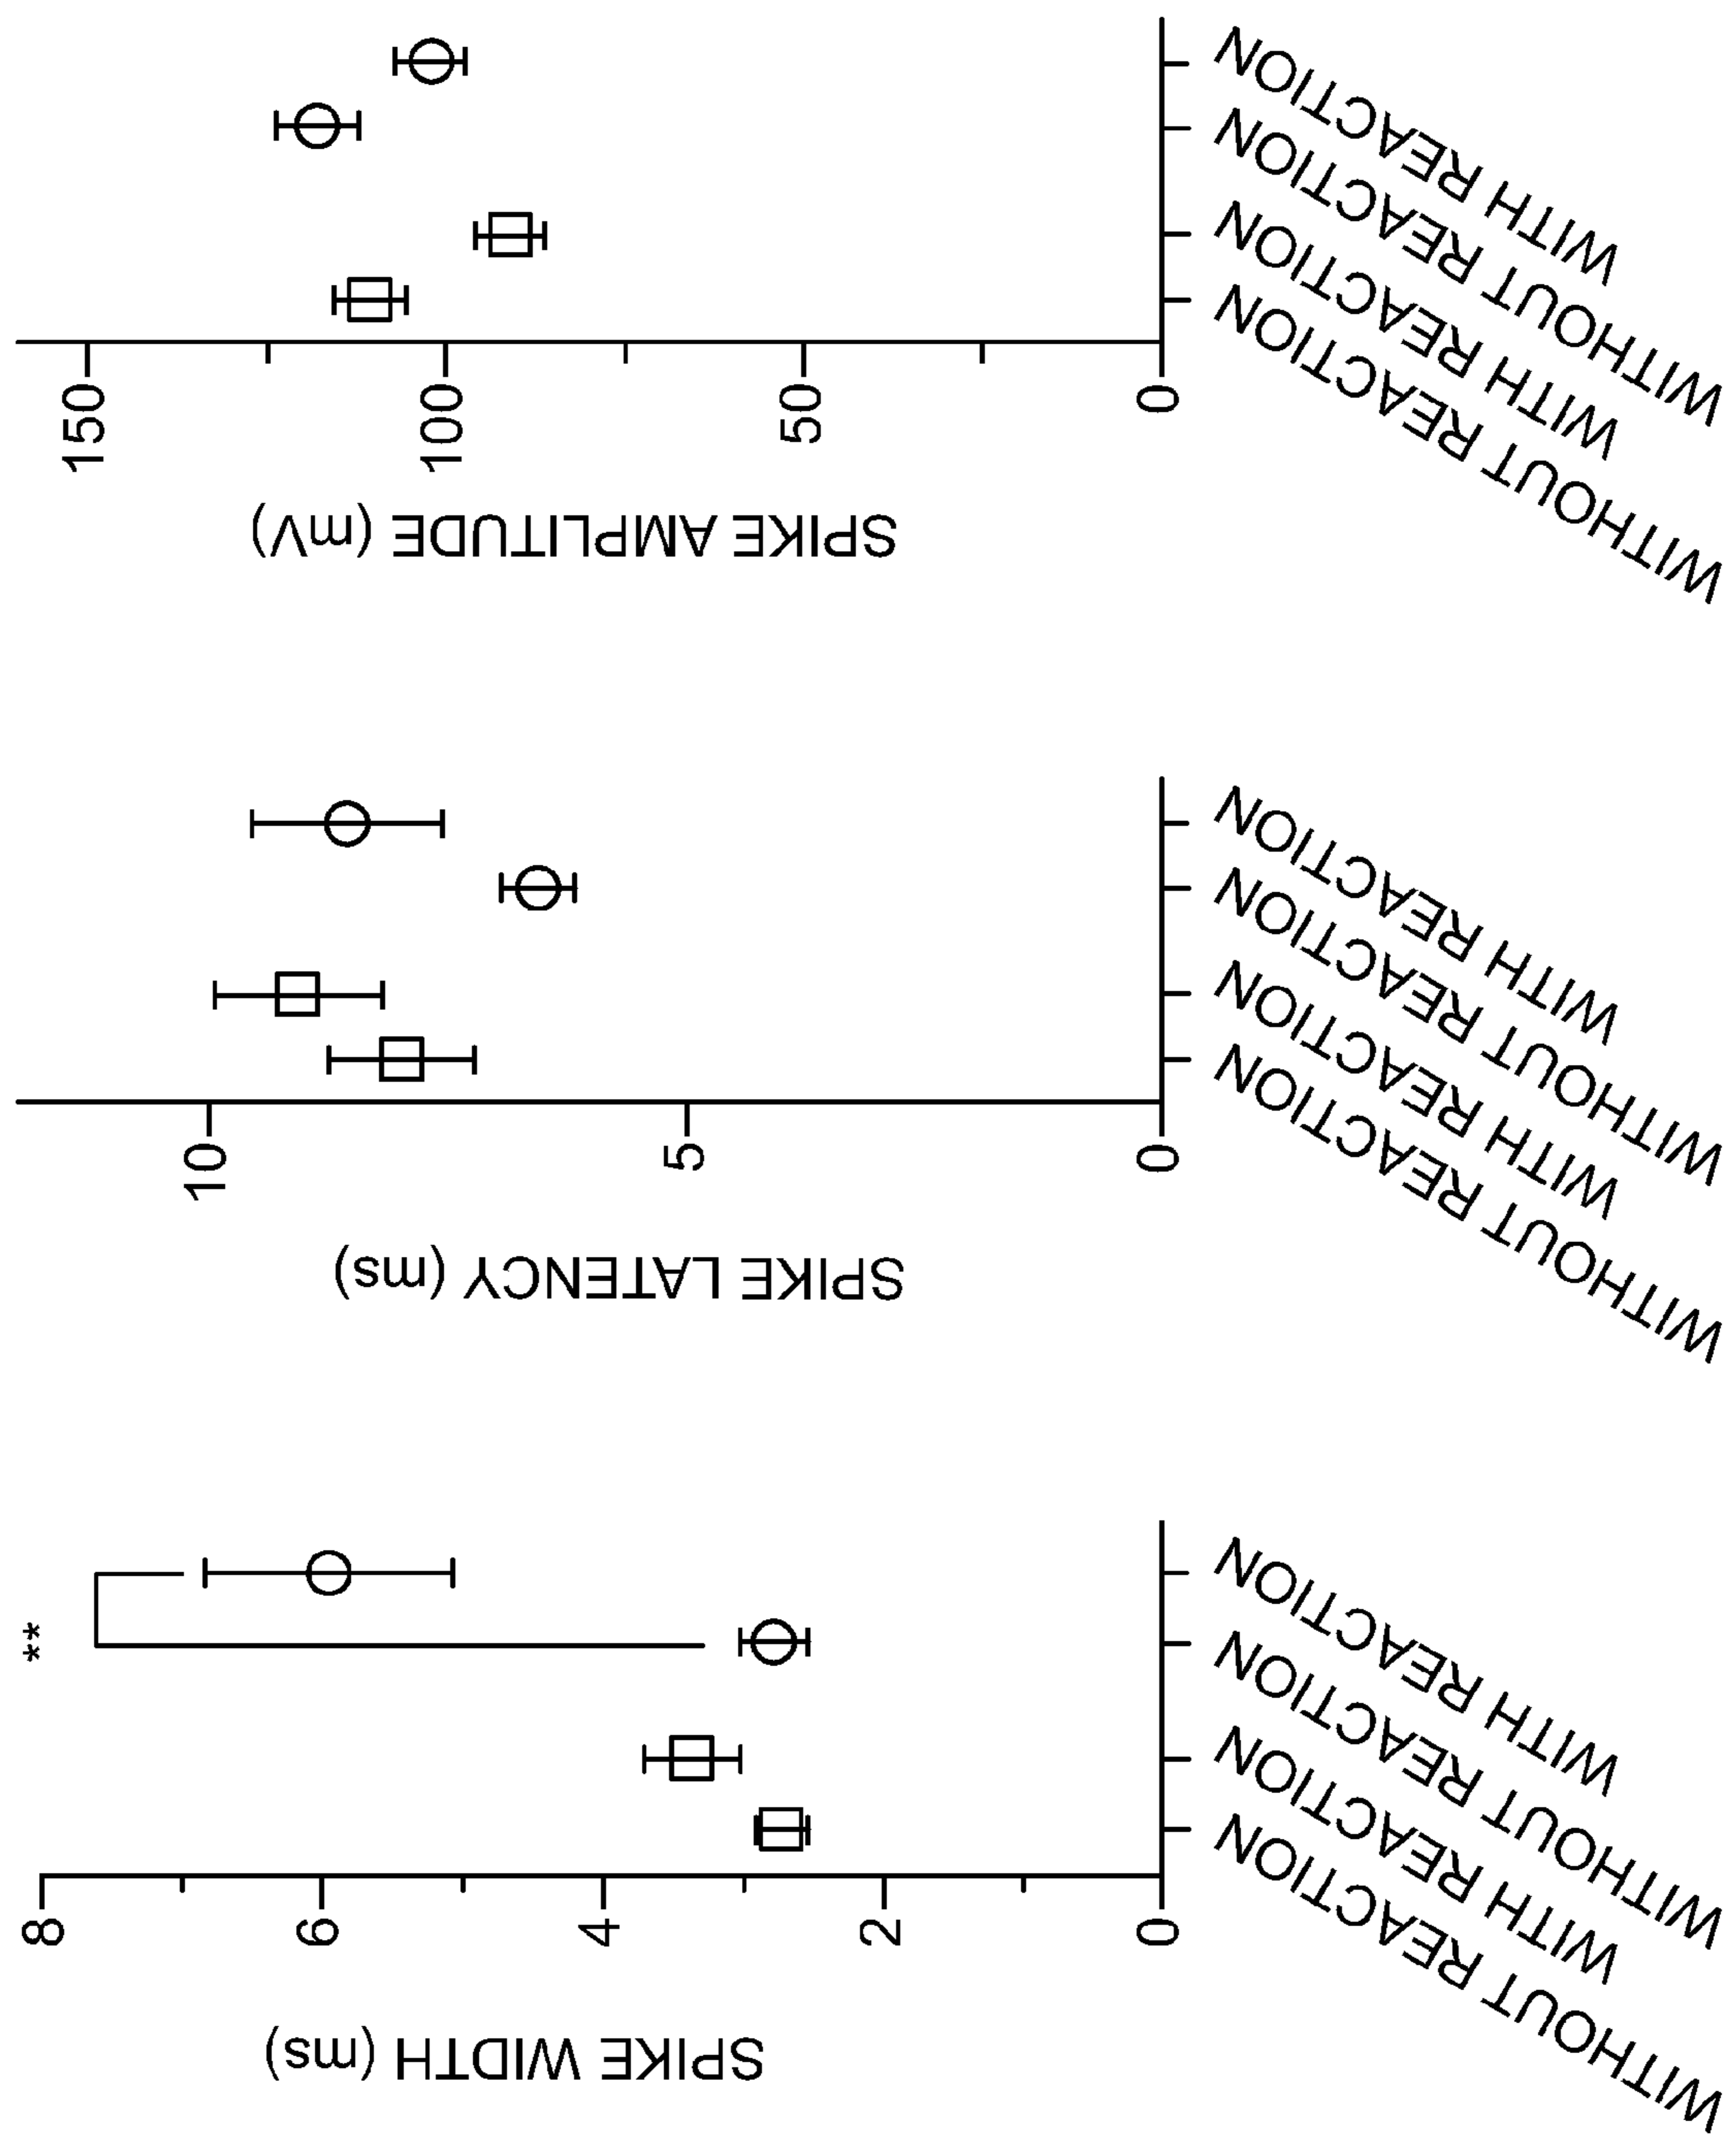 **
8
6
4
2
0
SPIKE WIDTH (ms)
WITHOUT REACTION
WITH REACTION
WITHOUT REACTION
WITH REACTION
10
5
0
SPIKE LATENCY (ms)
WITHOUT REACTION
WITH REACTION
WITHOUT REACTION
WITH REACTION
150
100
50
0
SPIKE AMPLITUDE (mV)
WITHOUT REACTION
WITH REACTION
WITHOUT REACTION
WITH REACTION